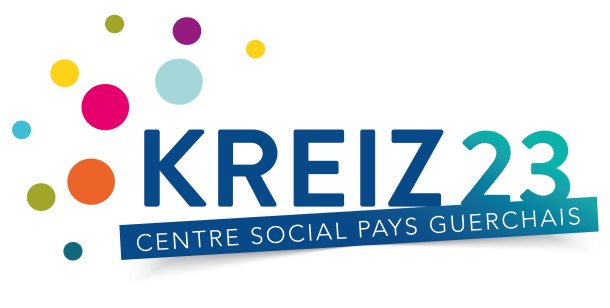 KREIZ 23
CENTRE SOCIAL PAYS GUERCHAIS